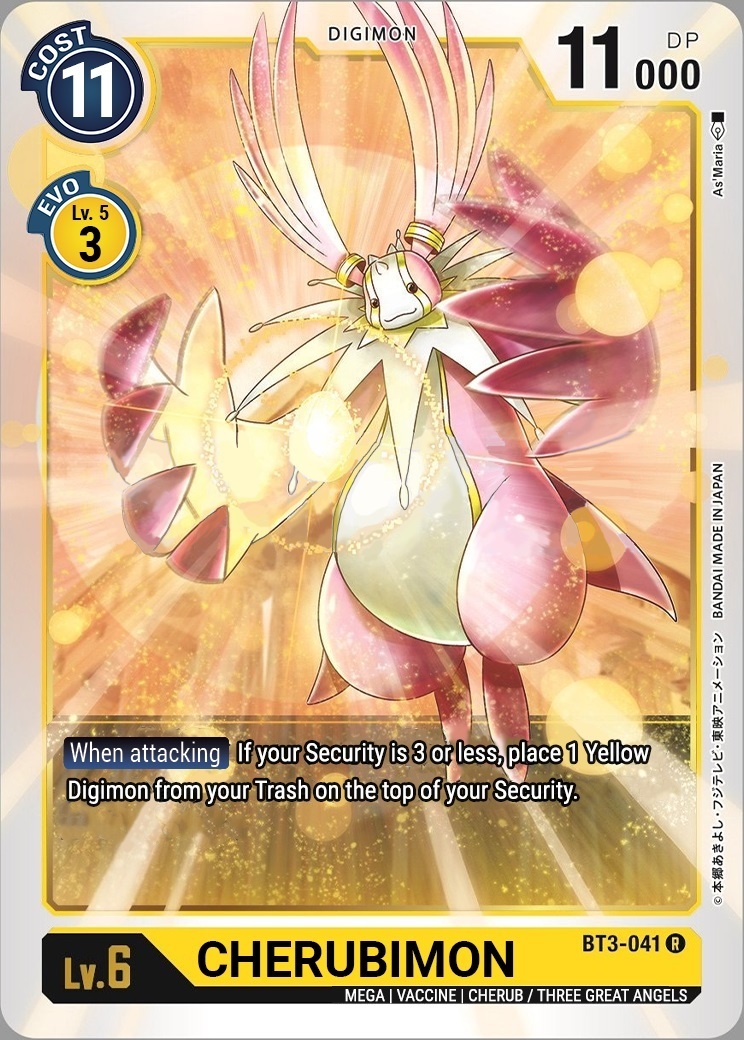 DIGIMON
COST
11
11000
DP
EVO
Lv. 5
3
As'Maria
BANDAI MADE IN JAPAN
© 本郷あきよし・フジテレビ・東映アニメーション
When attacking If your Security is 3 or less, place 1 Yellow
Digimon from your Trash on the top of your Security.
BT3-041 R
Lv.6
CHERUBIMON
MEGA | VACCINE | CHERUB / THREE GREAT ANGELS